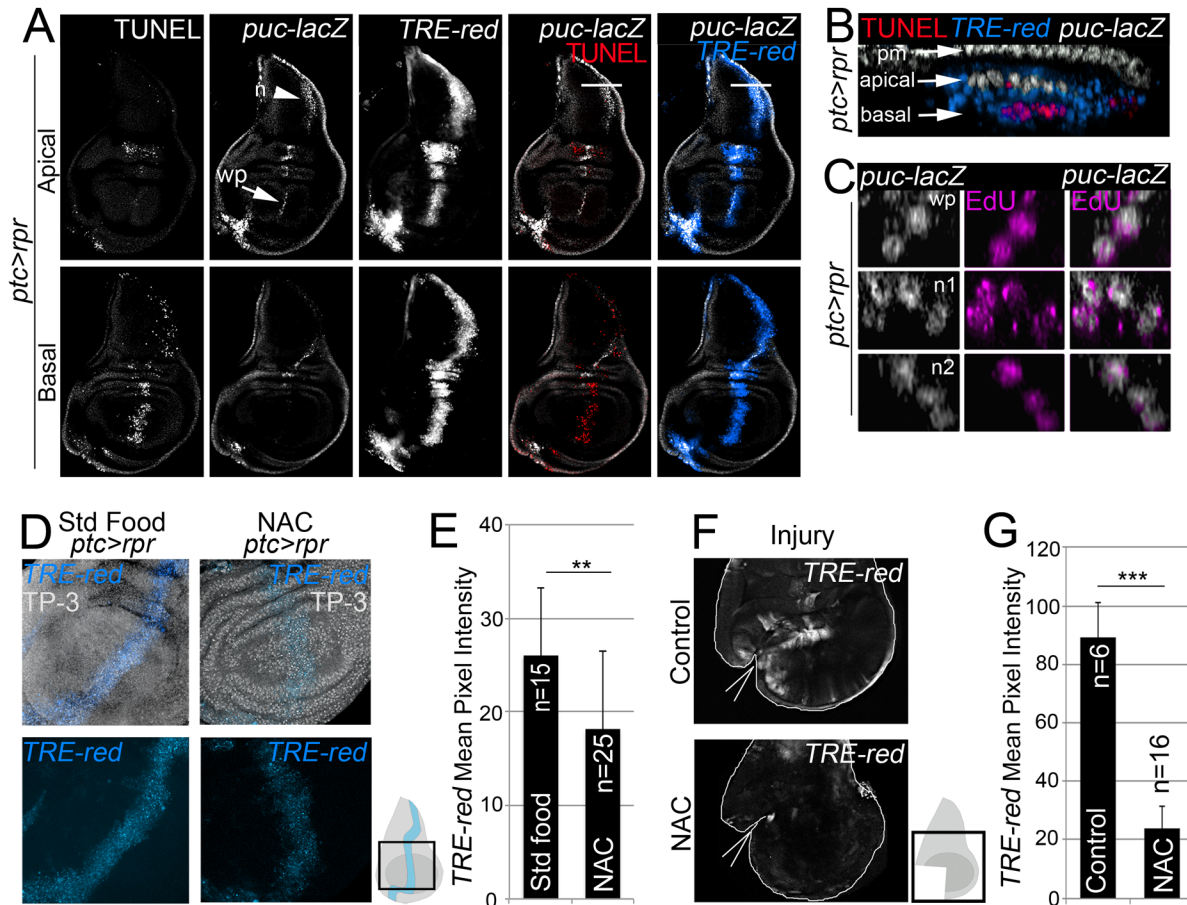 A
TUNEL
puc-lacZ
TRE-red
puc-lacZ
TUNEL
puc-lacZ
TRE-red
n
wp
Apical
Basal
ptc>rpr
B
TUNEL TRE-red puc-lacZ
pm
apical
basal
ptc>rpr
C
puc-lacZ
puc-lacZ
wp
EdU
EdU
n1
n2
ptc>rpr
D
Std Food
ptc>rpr
NAC
ptc>rpr
TRE-red
TP-3
TRE-red
TP-3
TRE-red
TRE-red
E
TRE-red Mean Pixel Intensity
40
30
20
10
0
**
Std food
n=15
NAC
n=25
F
Injury
Control
TRE-red
NAC
TRE-red
G
TRE-red Mean Pixel Intensity
120
100
80
60
40
20
0
***
Control
n=6
NAC
n=16